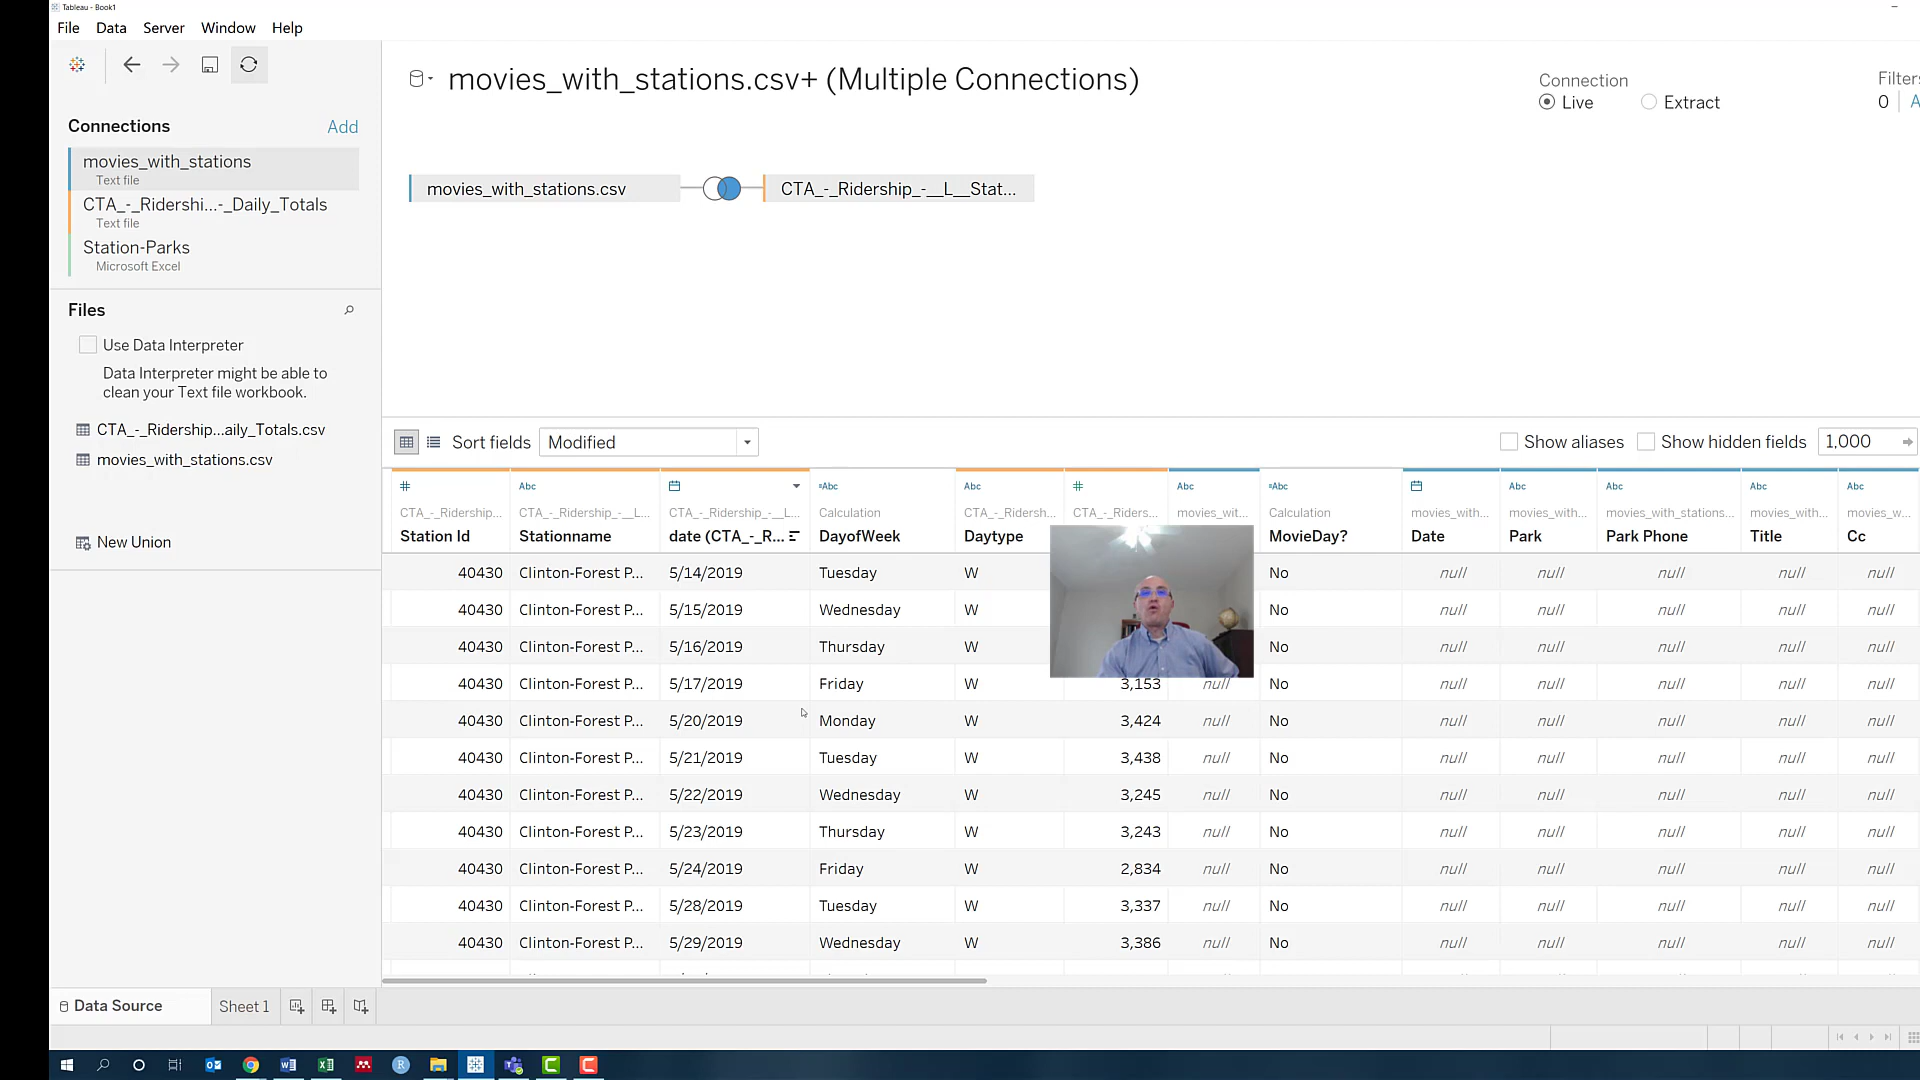 Tableau - Book1
File Data Server Window Help
movies_with_stations.csv+ (Multiple Connections)
Connection
Live Extract
Filters
0 A
Connections Add
movies_with_stations
Text file
CTA_-_Ridershi...-_Daily_Totals
Text file
Station-Parks
Microsoft Excel
movies_with_stations.csv CTA_-_Ridership_-__L__Stat...
Files
Use Data Interpreter
Data Interpreter might be able to
clean your Text file workbook.
CTA_-_Ridership...aily_Totals.csv
movies_with_stations.csv
New Union
Sort fields Modified Show aliases Show hidden fields 1,000
# Abc =Abc Abc # Abc =Abc Abc Abc Abc Abc
CTA_-_Ridership... CTA_-_Ridership_-__L... CTA_-_Ridership_-__L... Calculation CTA_-_Ridersh... CTA_-_Riders... movies_wit... Calculation movies_with... movies_with... movies_with_stations... movies_with... movies_w...
Station Id Stationname date (CTA_-_R... DayofWeek Daytype MovieDay? Date Park Park Phone Title Cc
40430 Clinton-Forest P... 5/14/2019 Tuesday W No null null null null null
40430 Clinton-Forest P... 5/15/2019 Wednesday W No null null null null null
40430 Clinton-Forest P... 5/16/2019 Thursday W No null null null null null
40430 Clinton-Forest P... 5/17/2019 Friday W 3,153 null No null null null null null
40430 Clinton-Forest P... 5/20/2019 Monday W 3,424 null No null null null null null
40430 Clinton-Forest P... 5/21/2019 Tuesday W 3,438 null No null null null null null
40430 Clinton-Forest P... 5/22/2019 Wednesday W 3,245 null No null null null null null
40430 Clinton-Forest P... 5/23/2019 Thursday W 3,243 null No null null null null null
40430 Clinton-Forest P... 5/24/2019 Friday W 2,834 null No null null null null null
40430 Clinton-Forest P... 5/28/2019 Tuesday W 3,337 null No null null null null null
40430 Clinton-Forest P... 5/29/2019 Wednesday W 3,386 null No null null null null null
Data Source Sheet 1